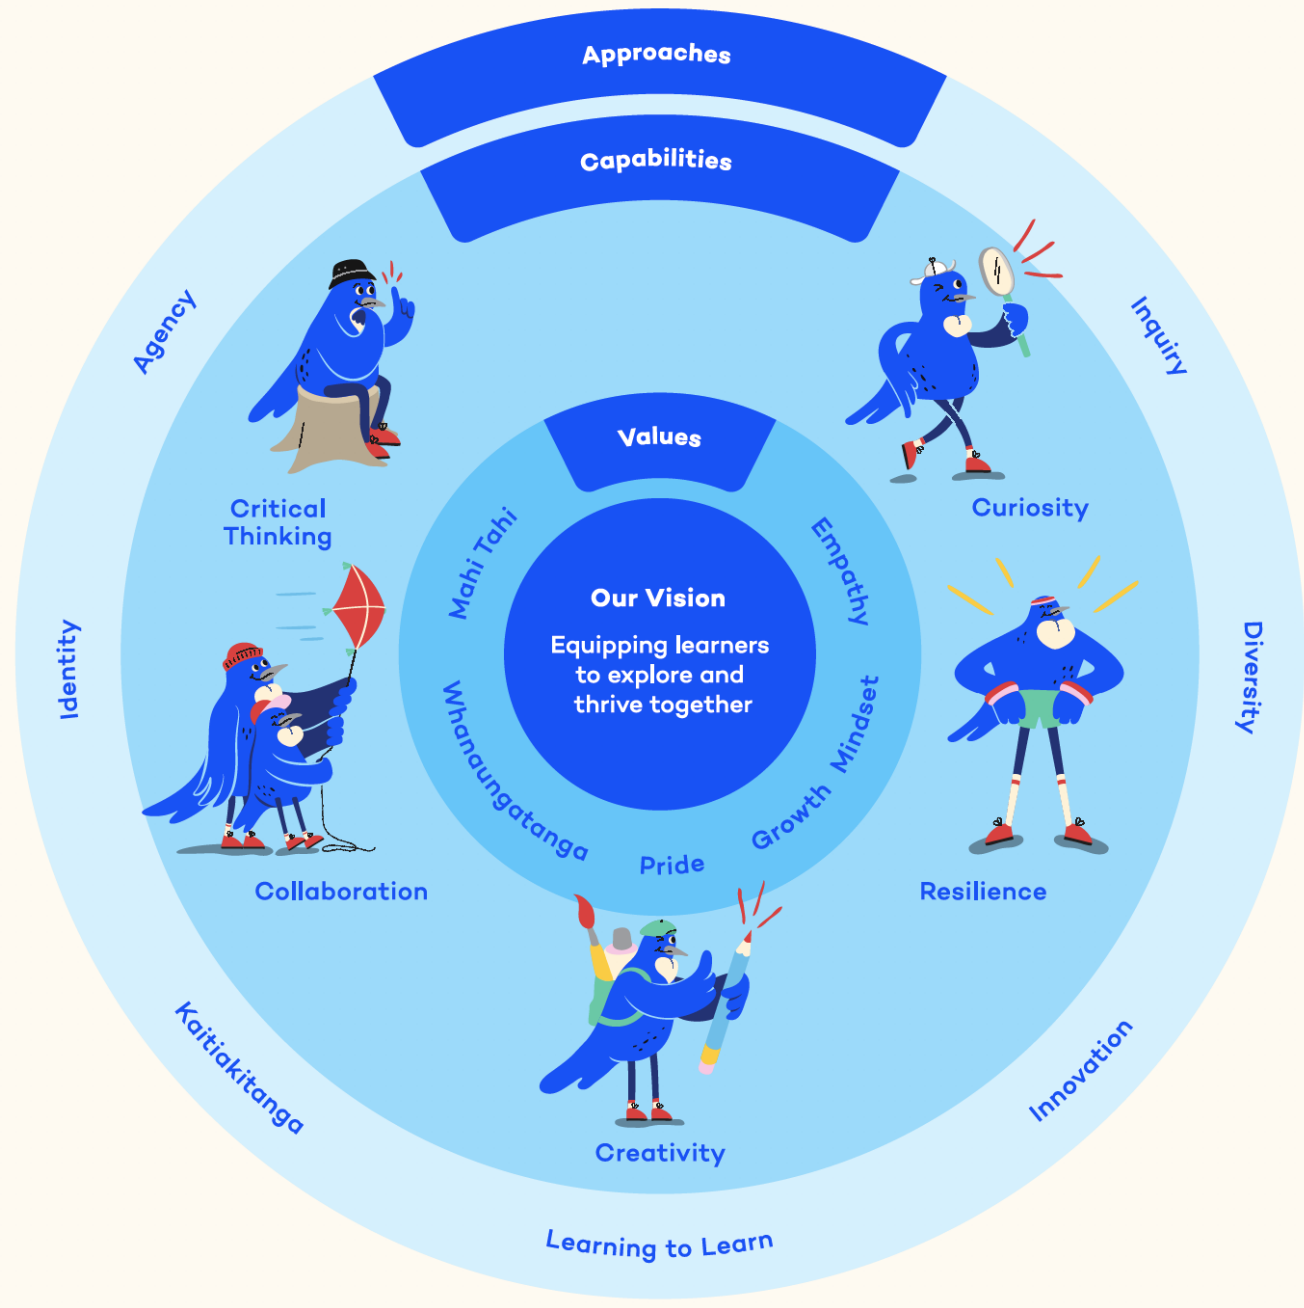 Approaches
Capabilities
Agency
Inquiry
Critical
Thinking
Curiosity
Values
Mahi Tahi
Empathy
Our Vision
Equipping learners
to explore and
thrive together
Identity
Diversity
Whanaungatanga
Growth Mindset
Pride
Collaboration
Resilience
Kaitiakitanga
Innovation
Creativity
Learning to Learn